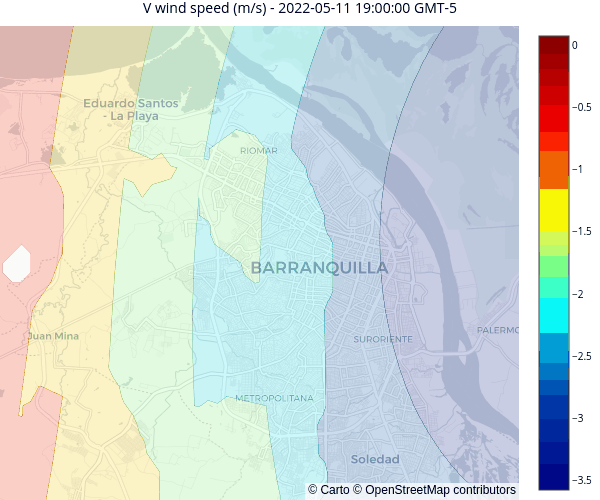 V wind speed (m/s) - 2022-05-11 19:00:00 GMT-5
0
Eduardo Santos
- La Playa
−0.5
RIOMAR
−1
−1.5
BARRANQUILLA
−2
Juan Mina
SURORIENTE
PALERMO
−2.5
METROPOLITANA
−3
Soledad
−3.5
© Carto © OpenStreetMap contributors